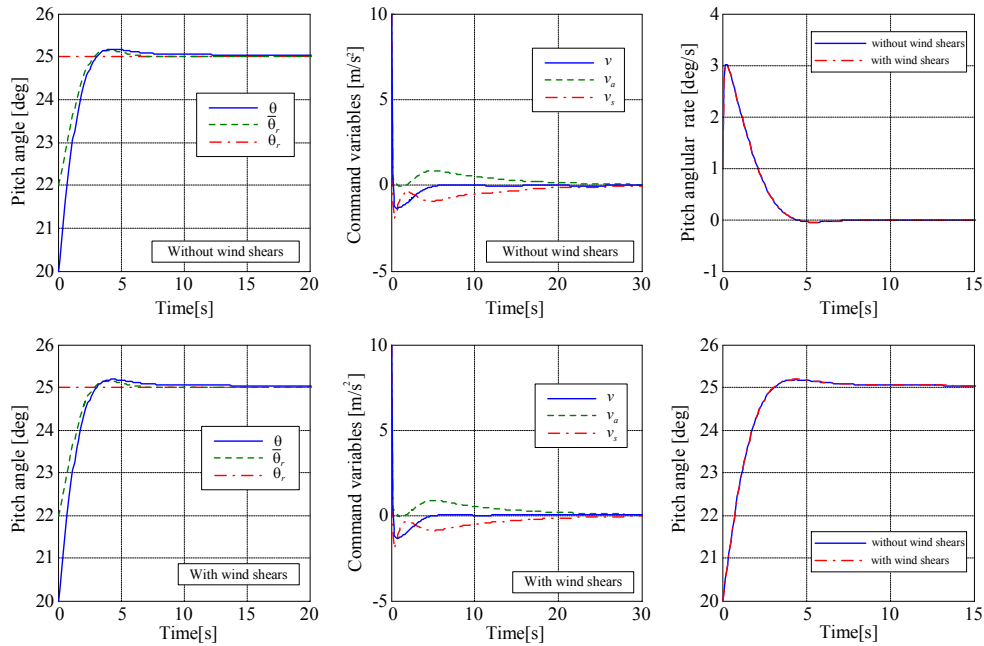 26
25
24
23
22
21
20
Pitch angle [deg]
θ
θ̅r
θr
Without wind shears
0
5
10
15
20
Time[s]
10
5
0
-5
Command variables [m/s²]
v
va
vs
Without wind shears
0
10
20
30
Time[s]
4
3
2
1
0
-1
Pitch angular rate [deg/s]
without wind shears
with wind shears
0
5
10
15
Time[s]
26
25
24
23
22
21
20
Pitch angle [deg]
θ
θ̅r
θr
With wind shears
0
5
10
15
20
Time[s]
10
5
0
-5
Command variables [m/s²]
v
va
vs
With wind shears
0
10
20
30
Time[s]
26
25
24
23
22
21
20
Pitch angle [deg]
without wind shears
with wind shears
0
5
10
15
Time[s]